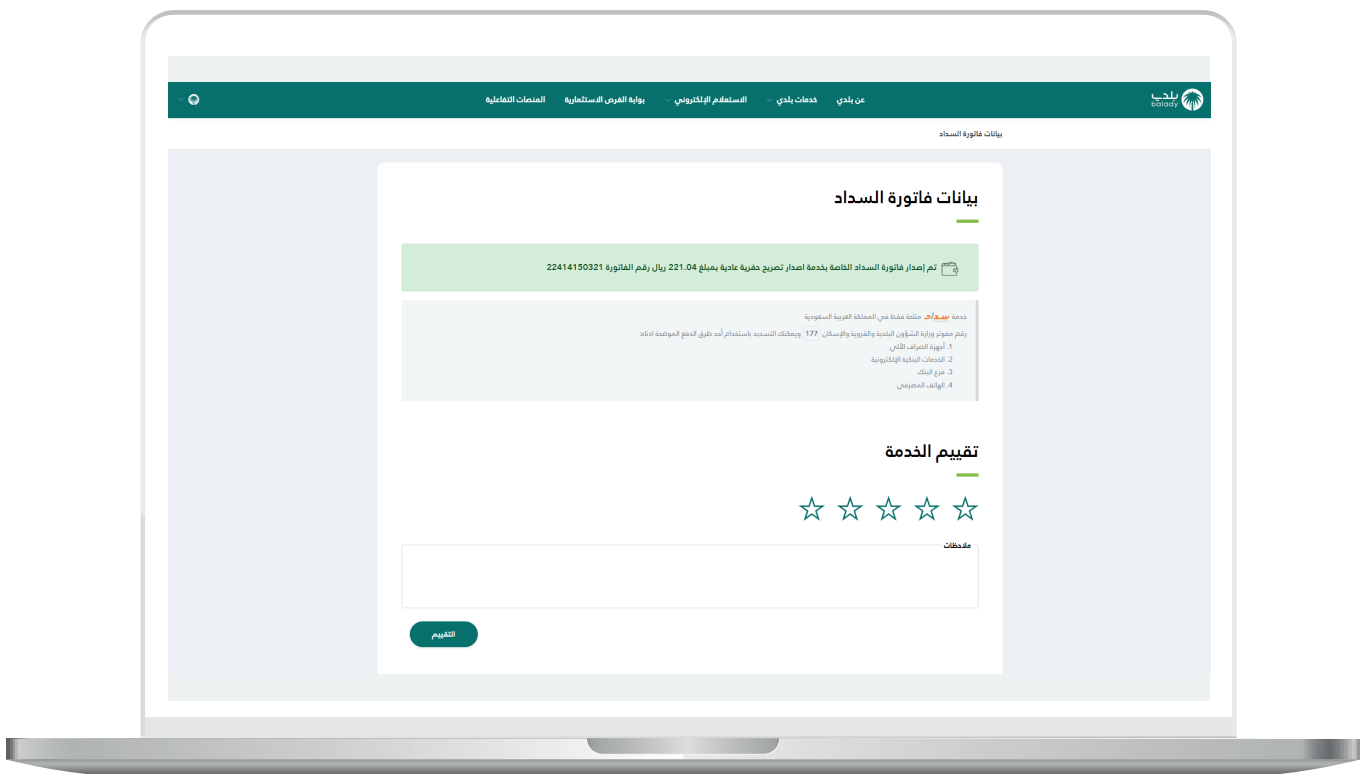 بلدي
balady
عن بلدي خدمات بلدي الاستعلام الإلكتروني بوابة الفرص الاستثمارية المنصات التفاعلية
بيانات فاتورة السداد
بيانات فاتورة السداد
تم إصدار فاتورة السداد الخاصة بخدمة اصدار تصريح حفرية عادية بمبلغ 221.04 ريال رقم الفاتورة 22414150321
خدمة سداد متاحة فقط في المملكة العربية السعودية
رقم مفوتر وزارة الشؤون البلدية والقروية والإسكان 177 ويمكنك التسديد باستخدام أحد طرق الدفع الموضحة ادناه:
1. أجهزة الصراف الألي
2. الخدمات البنكية الإلكترونية
3. فرع البنك
4. الهاتف المصرفي
تقييم الخدمة
ملاحظات
التقييم